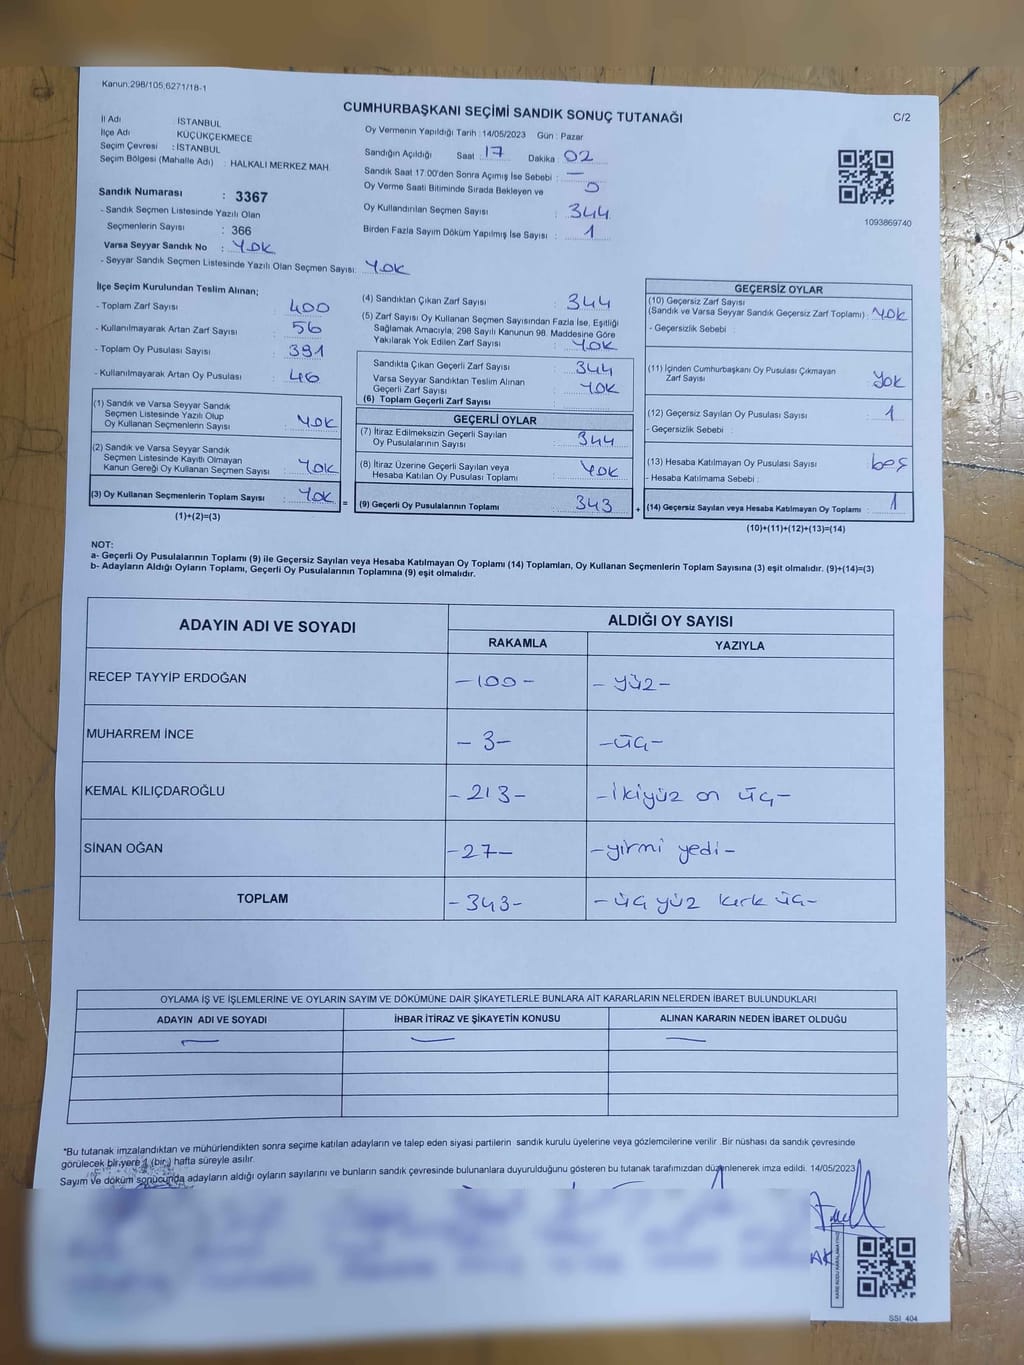 Kanun.298/105,6271/18-1
CUMHURBAŞKANI SEÇİMİ SANDIK SONUÇ TUTANAĞI
C/2
İl Adı : İSTANBUL
İlçe Adı : KÜÇÜKÇEKMECE
Seçim Çevresi : İSTANBUL
Seçim Bölgesi (Mahalle Adı) : HALKALI MERKEZ MAH.
Sandık Numarası : 3367
- Sandık Seçmen Listesinde Yazılı Olan
Seçmenlerin Sayısı : 366
Varsa Seyyar Sandık No : YOK
- Seyyar Sandık Seçmen Listesinde Yazılı Olan Seçmen Sayısı: YOK
Oy Vermenin Yapıldığı Tarih : 14/05/2023 Gün : Pazar
Sandığın Açıldığı Saat : 17 Dakika : 02
Sandık Saat 17.00'den Sonra Açımış İse Sebebi : —
Oy Verme Saati Bitiminde Sırada Bekleyen ve 0
Oy Kullandırılan Seçmen Sayısı : 344
Birden Fazla Sayım Döküm Yapılmış İse Sayısı : 1
1093869740
İlçe Seçim Kurulundan Teslim Alınan;
- Toplam Zarf Sayısı : 400
- Kullanılmayarak Artan Zarf Sayısı : 56
- Toplam Oy Pusulası Sayısı : 391
- Kullanılmayarak Artan Oy Pusulası : 46
(1) Sandık ve Varsa Seyyar Sandık
Seçmen Listesinde Yazılı Olup
Oy Kullanan Seçmenlerin Sayısı : YOK
(2) Sandık ve Varsa Seyyar Sandık
Seçmen Listesinde Kayıtlı Olmayan
Kanun Gereği Oy Kullanan Seçmen Sayısı : YOK
(3) Oy Kullanan Seçmenlerin Toplam Sayısı : YOK =
(1)+(2)=(3)
(4) Sandıktan Çıkan Zarf Sayısı : 344
(5) Zarf Sayısı Oy Kullanan Seçmen Sayısından Fazla İse, Eşitliği
Sağlamak Amacıyla; 298 Sayılı Kanunun 98. Maddesine Göre
Yakılarak Yok Edilen Zarf Sayısı : YOK
Sandıkta Çıkan Geçerli Zarf Sayısı : 344
Varsa Seyyar Sandıktan Teslim Alınan
Geçerli Zarf Sayısı : YOK
(6) Toplam Geçerli Zarf Sayısı :
GEÇERLİ OYLAR
(7) İtiraz Edilmeksizin Geçerli Sayılan
Oy Pusulalarının Sayısı : 344
(8) İtiraz Üzerine Geçerli Sayılan veya
Hesaba Katılan Oy Pusulası Toplamı : YOK
(9) Geçerli Oy Pusulalarının Toplamı : 343 +
GEÇERSİZ OYLAR
(10) Geçersiz Zarf Sayısı
(Sandık ve Varsa Seyyar Sandık Geçersiz Zarf Toplamı) : YOK
- Geçersizlik Sebebi :
(11) İçinden Cumhurbaşkanı Oy Pusulası Çıkmayan
Zarf Sayısı : yok
(12) Geçersiz Sayılan Oy Pusulası Sayısı : 1
- Geçersizlik Sebebi :
(13) Hesaba Katılmayan Oy Pusulası Sayısı : boş
- Hesaba Katılmama Sebebi :
(14) Geçersiz Sayılan veya Hesaba Katılmayan Oy Toplamı : 1
(10)+(11)+(12)+(13)=(14)
NOT:
a- Geçerli Oy Pusulalarının Toplamı (9) ile Geçersiz Sayılan veya Hesaba Katılmayan Oy Toplamı (14) Toplamları, Oy Kullanan Seçmenlerin Toplam Sayısına (3) eşit olmalıdır. (9)+(14)=(3)
b- Adayların Aldığı Oyların Toplamı, Geçerli Oy Pusulalarının Toplamına (9) eşit olmalıdır.
ADAYIN ADI VE SOYADI
ALDIĞI OY SAYISI
RAKAMLA YAZIYLA
RECEP TAYYİP ERDOĞAN -100- - yüz -
MUHARREM İNCE - 3 - - üç -
KEMAL KILIÇDAROĞLU - 213 - - İkiyüz on üç -
SİNAN OĞAN - 27 - - yirmi yedi -
TOPLAM - 343 - - üç yüz kırk üç -
OYLAMA İŞ VE İŞLEMLERİNE VE OYLARIN SAYIM VE DÖKÜMÜNE DAİR ŞİKAYETLERLE BUNLARA AİT KARARLARIN NELERDEN İBARET BULUNDUKLARI
ADAYIN ADI VE SOYADI İHBAR İTİRAZ VE ŞİKAYETİN KONUSU ALINAN KARARIN NEDEN İBARET OLDUĞU
— — —
*Bu tutanak imzalandıktan ve mühürlendikten sonra seçime katılan adayların ve talep eden siyasi partilerin sandık kurulu üyelerine veya gözlemcilerine verilir .Bir nüshası da sandık çevresinde
görülecek bir yere 1 (bir ) hafta süreyle asılır.
Sayım ve döküm sonucunda adayların aldığı oyların sayılarını ve bunların sandık çevresinde bulunanlara duyurulduğunu gösteren bu tutanak tarafımızdan düzenlenerek imza edildi. 14/05/2023
AK
KARE KODU KARALAMAYINIZ
SSI_404